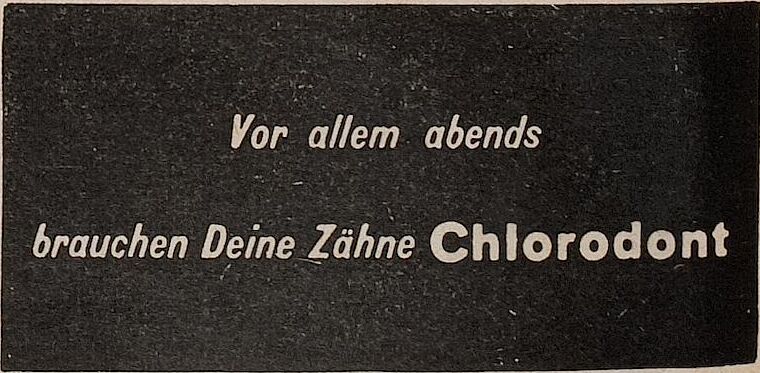 Vor allem abends
brauchen Deine Zähne Chlorodont